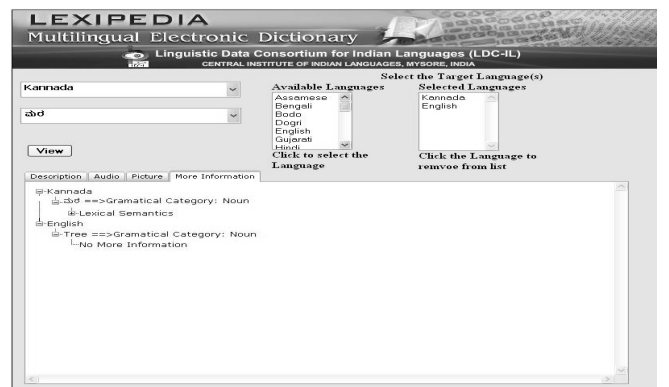 LEXIPEDIA
Multilingual Electronic Dictionary
Linguistic Data Consortium for Indian Languages (LDC-IL)
CENTRAL INSTITUTE OF INDIAN LANGUAGES, MYSORE, INDIA
Select the Target Language(s)
Kannada
Available Languages
Selected Languages
ಮರ
Assamese
Bengali
Bodo
Dogri
English
Gujarati
Hindi
Kannada
English
View
Click to select the
Language
Click the Language to
remvoe from list
Description Audio Picture More Information
Kannada
ಮರ ==>Gramatical Category: Noun
Lexical Semantics
English
Tree ==>Gramatical Category: Noun
No More Information